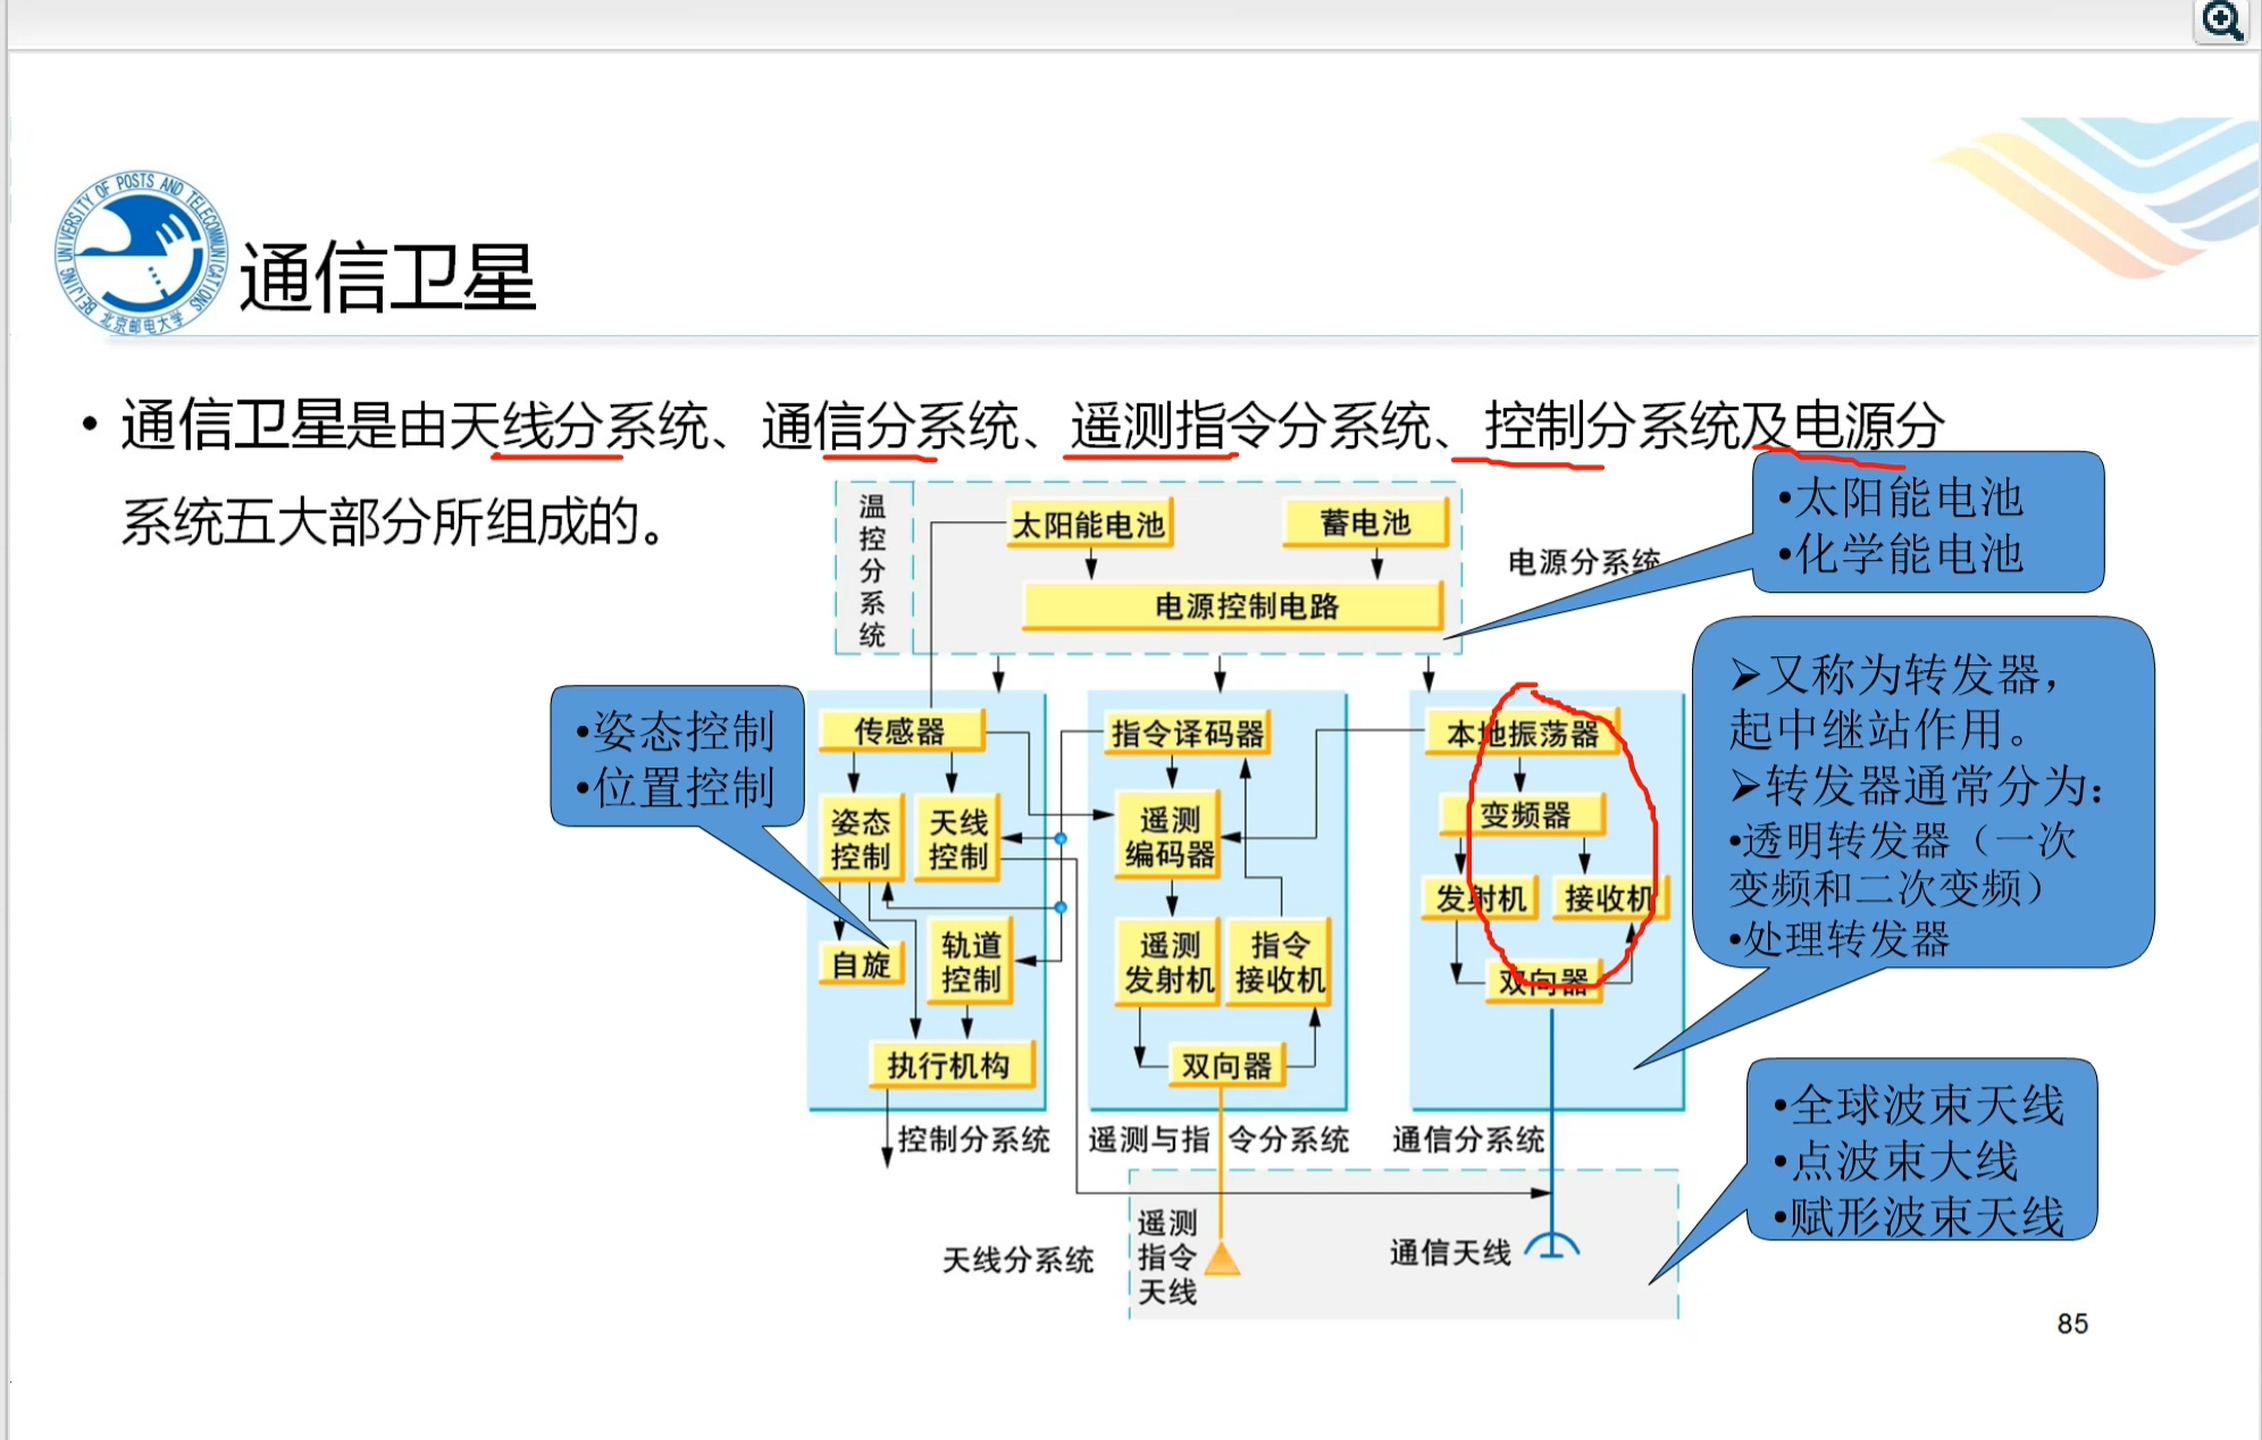 BEIJING UNIVERSITY OF POSTS AND TELECOMMUNICATIONS
北京邮电大学
通信卫星
• 通信卫星是由天线分系统、通信分系统、遥测指令分系统、控制分系统及电源分
系统五大部分所组成的。
温控分系统
太阳能电池
蓄电池
电源控制电路
电源分系统
•太阳能电池
•化学能电池
•姿态控制
•位置控制
传感器
姿态
控制
天线
控制
自旋
轨道
控制
执行机构
控制分系统
指令译码器
遥测
编码器
遥测
发射机
指令
接收机
双向器
遥测与指令分系统
本地振荡器
变频器
发射机
接收机
双向器
通信分系统
➢又称为转发器，
起中继站作用。
➢转发器通常分为：
•透明转发器（一次
变频和二次变频）
•处理转发器
天线分系统
遥测
指令
天线
通信天线
•全球波束天线
•点波束大线
•赋形波束天线
85